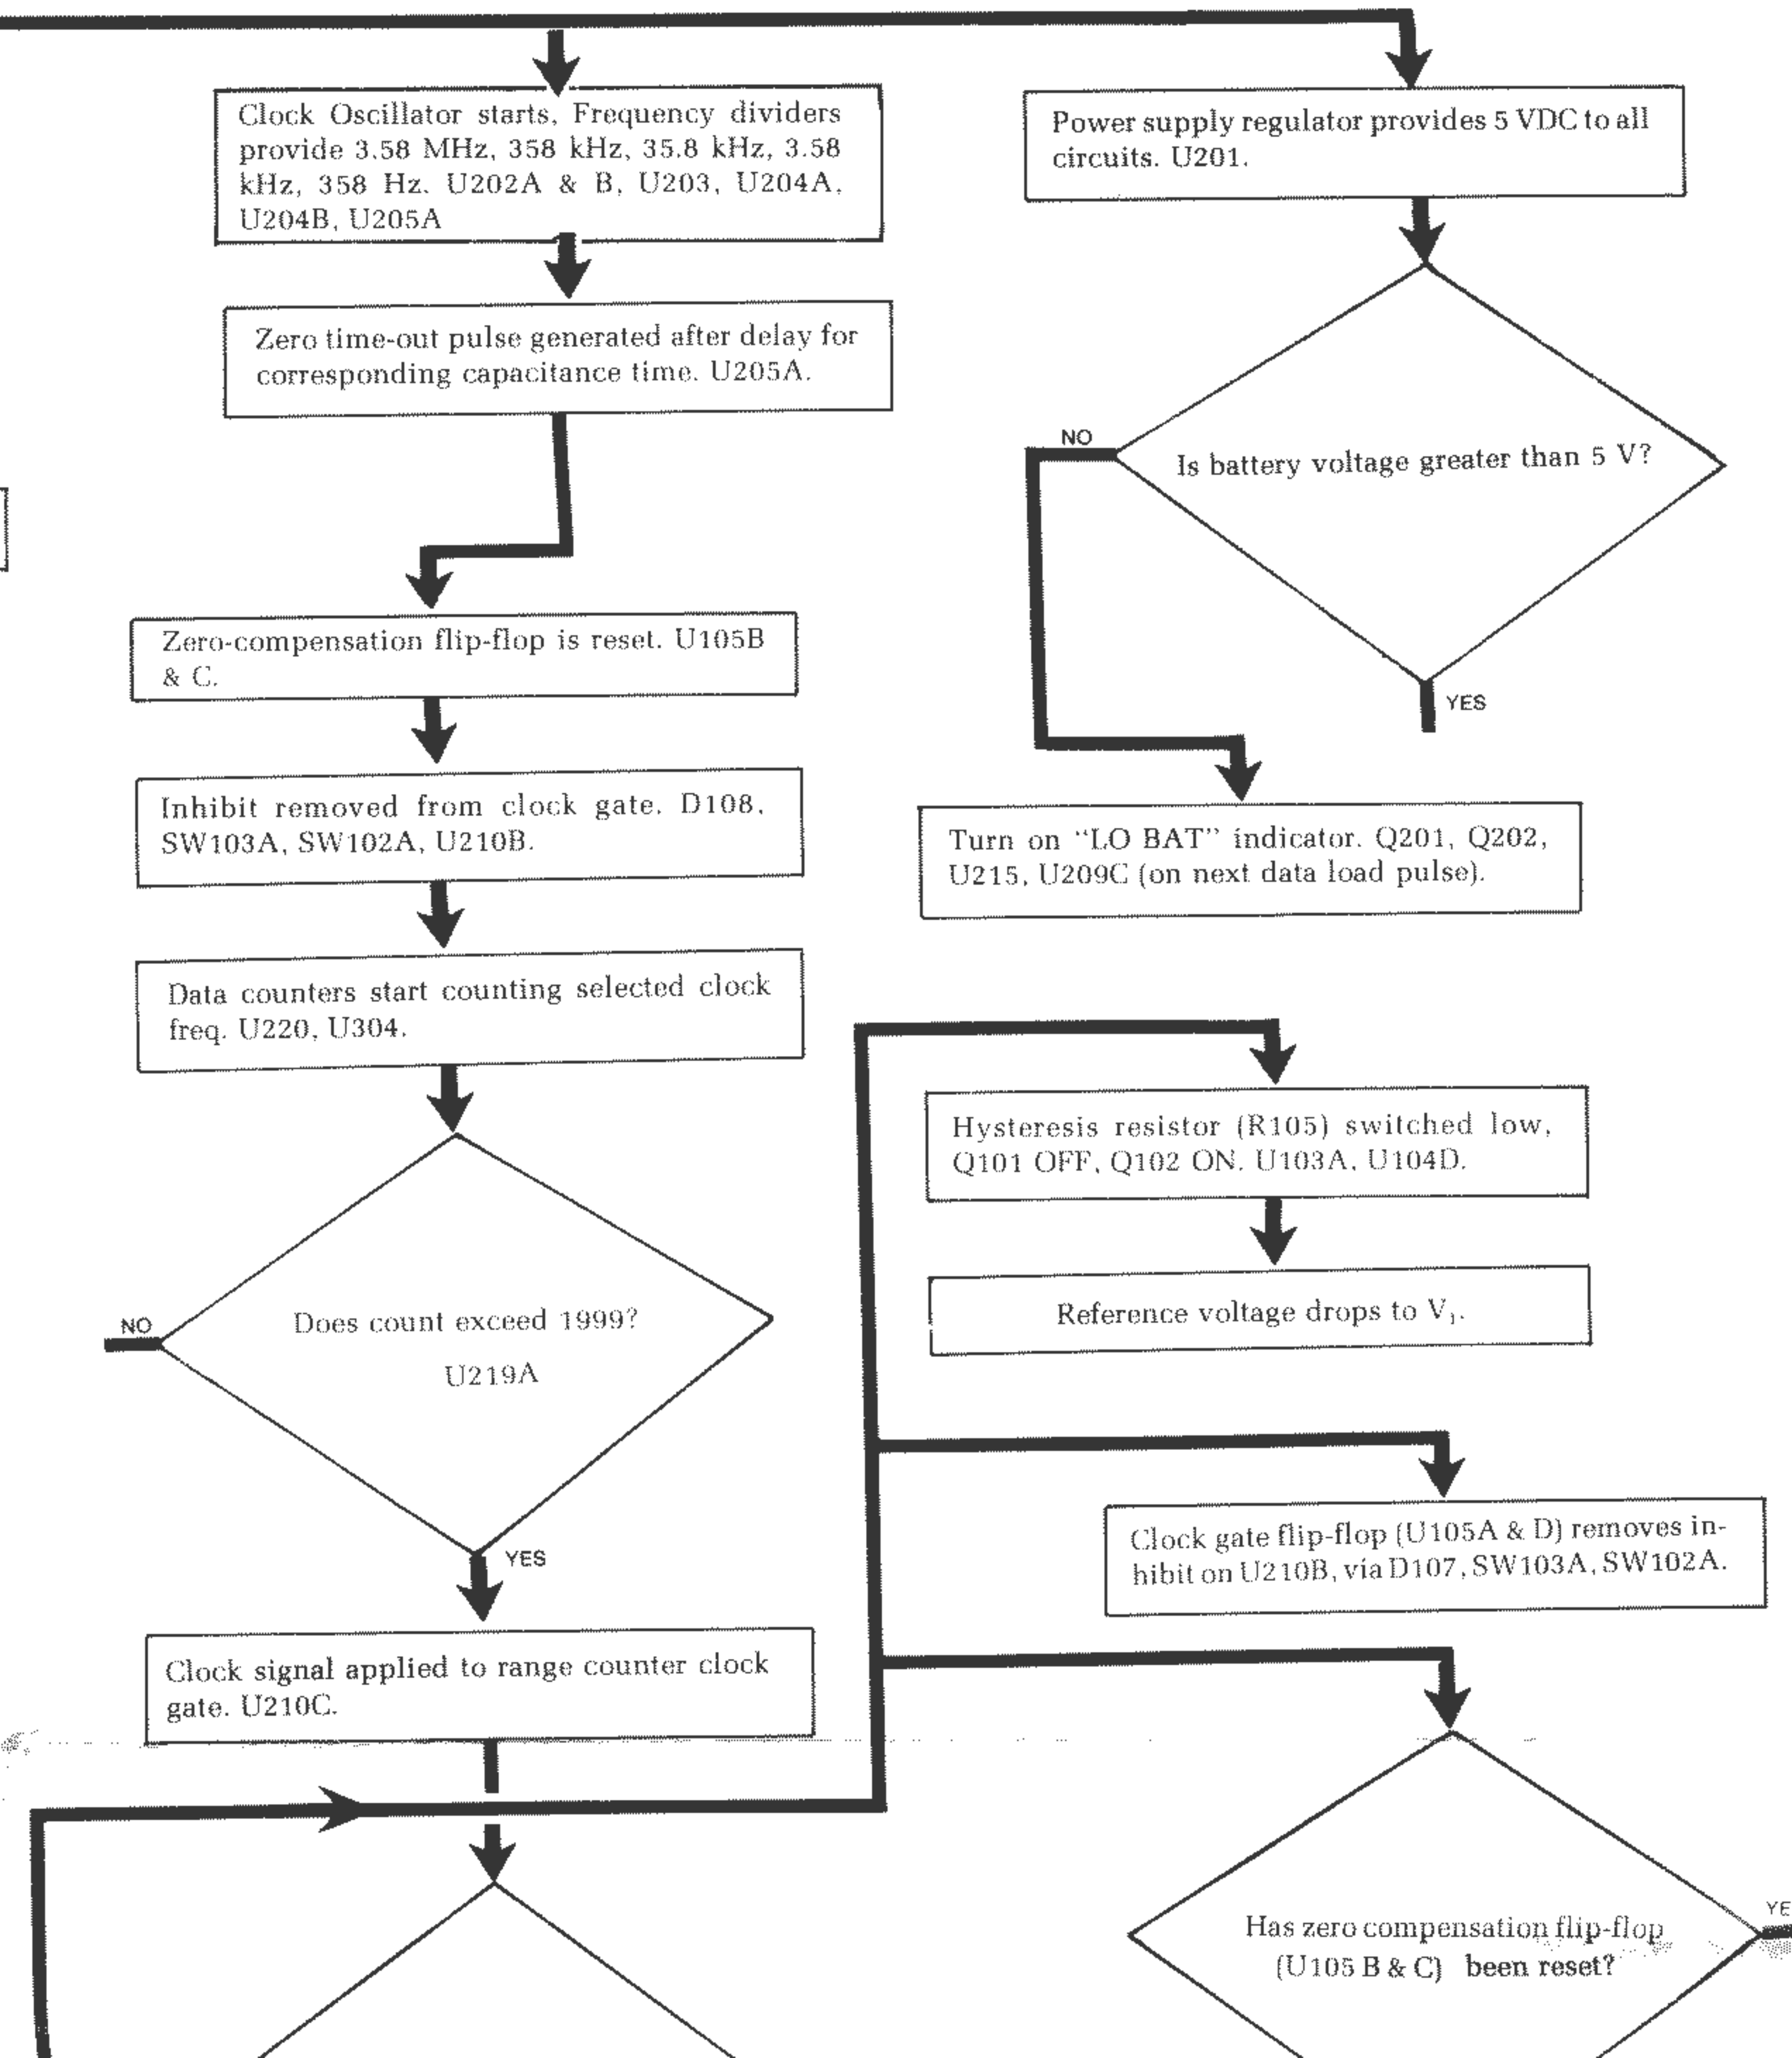 Clock Oscillator starts, Frequency dividers
provide 3.58 MHz, 358 kHz, 35.8 kHz, 3.58
kHz, 358 Hz. U202A & B, U203, U204A,
U204B, U205A
Power supply regulator provides 5 VDC to all
circuits. U201.
Zero time-out pulse generated after delay for
corresponding capacitance time. U205A.
NO
Is battery voltage greater than 5 V?
YES
Zero-compensation flip-flop is reset. U105B
& C.
Inhibit removed from clock gate. D108,
SW103A, SW102A, U210B.
Turn on “LO BAT” indicator. Q201, Q202,
U215, U209C (on next data load pulse).
Data counters start counting selected clock
freq. U220, U304.
Hysteresis resistor (R105) switched low,
Q101 OFF, Q102 ON. U103A, U104D.
Reference voltage drops to V₁.
NO
Does count exceed 1999?
U219A
YES
Clock gate flip-flop (U105A & D) removes in-
hibit on U210B, via D107, SW103A, SW102A.
Clock signal applied to range counter clock
gate. U210C.
YE
Has zero compensation flip-flop
(U105 B & C) been reset?